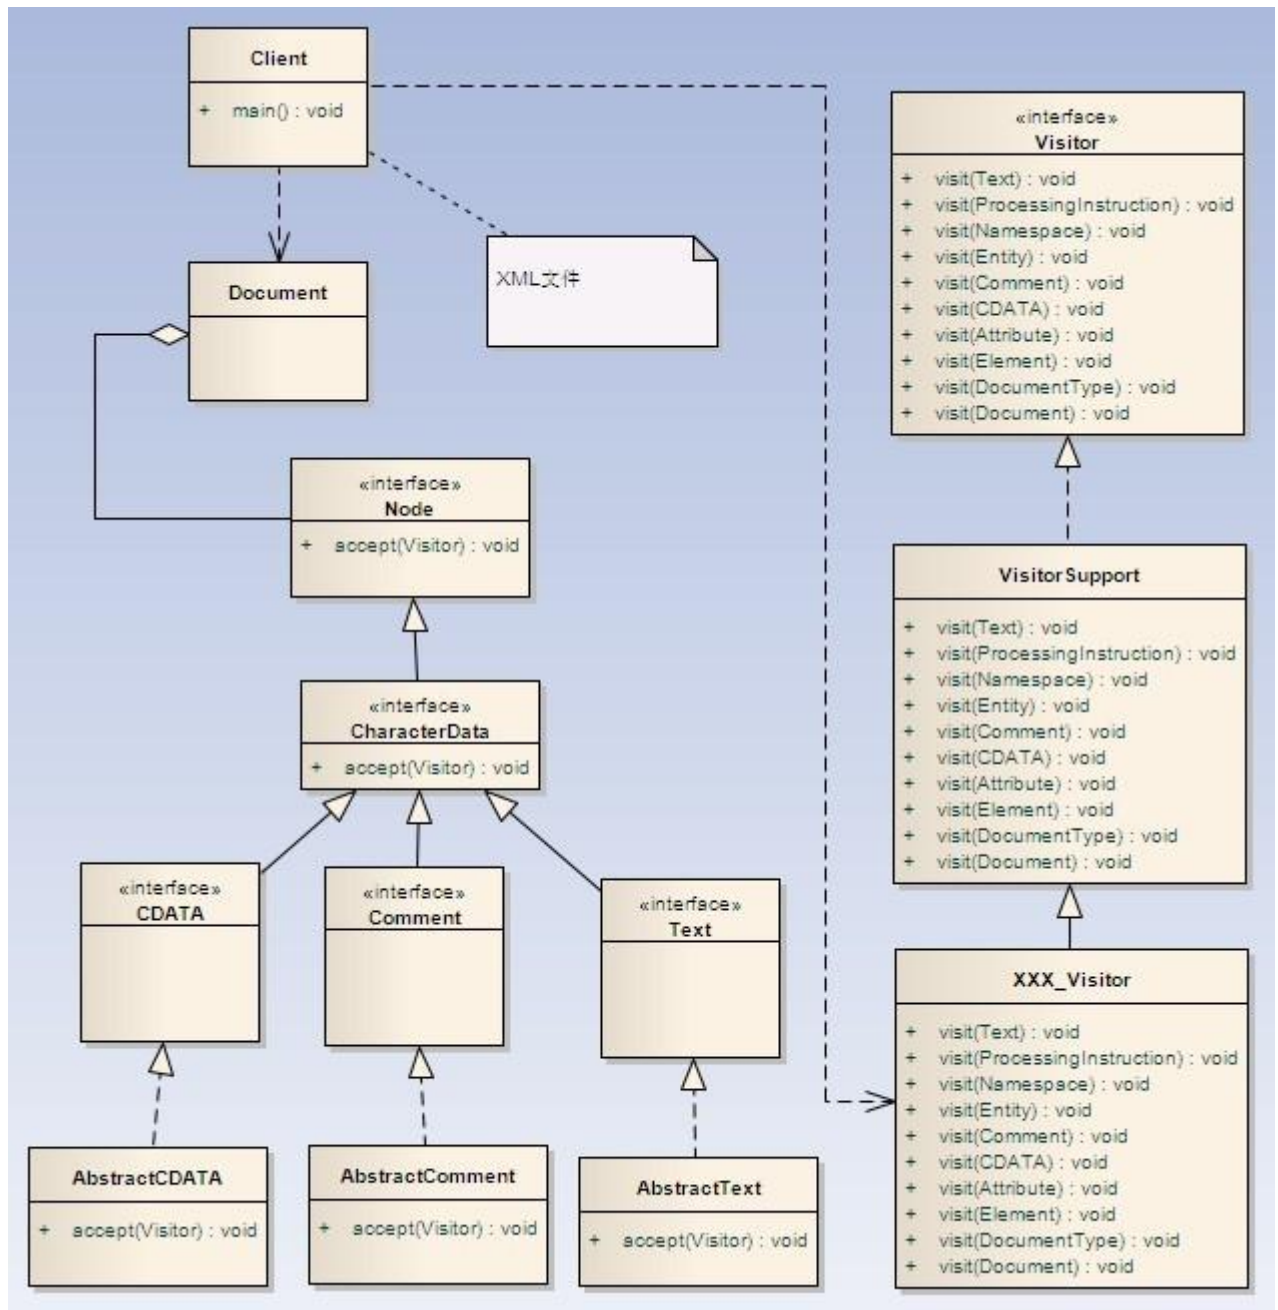 Client
+ main() : void
Document
XML文件
«interface»
Node
+ accept(Visitor) : void
«interface»
CharacterData
+ accept(Visitor) : void
«interface»
CDATA
«interface»
Comment
«interface»
Text
AbstractCDATA
+ accept(Visitor) : void
AbstractComment
+ accept(Visitor) : void
AbstractText
+ accept(Visitor) : void
«interface»
Visitor
+ visit(Text) : void
+ visit(ProcessingInstruction) : void
+ visit(Namespace) : void
+ visit(Entity) : void
+ visit(Comment) : void
+ visit(CDATA) : void
+ visit(Attribute) : void
+ visit(Element) : void
+ visit(DocumentType) : void
+ visit(Document) : void
VisitorSupport
+ visit(Text) : void
+ visit(ProcessingInstruction) : void
+ visit(Namespace) : void
+ visit(Entity) : void
+ visit(Comment) : void
+ visit(CDATA) : void
+ visit(Attribute) : void
+ visit(Element) : void
+ visit(DocumentType) : void
+ visit(Document) : void
XXX_Visitor
+ visit(Text) : void
+ visit(ProcessingInstruction) : void
+ visit(Namespace) : void
+ visit(Entity) : void
+ visit(Comment) : void
+ visit(CDATA) : void
+ visit(Attribute) : void
+ visit(Element) : void
+ visit(DocumentType) : void
+ visit(Document) : void